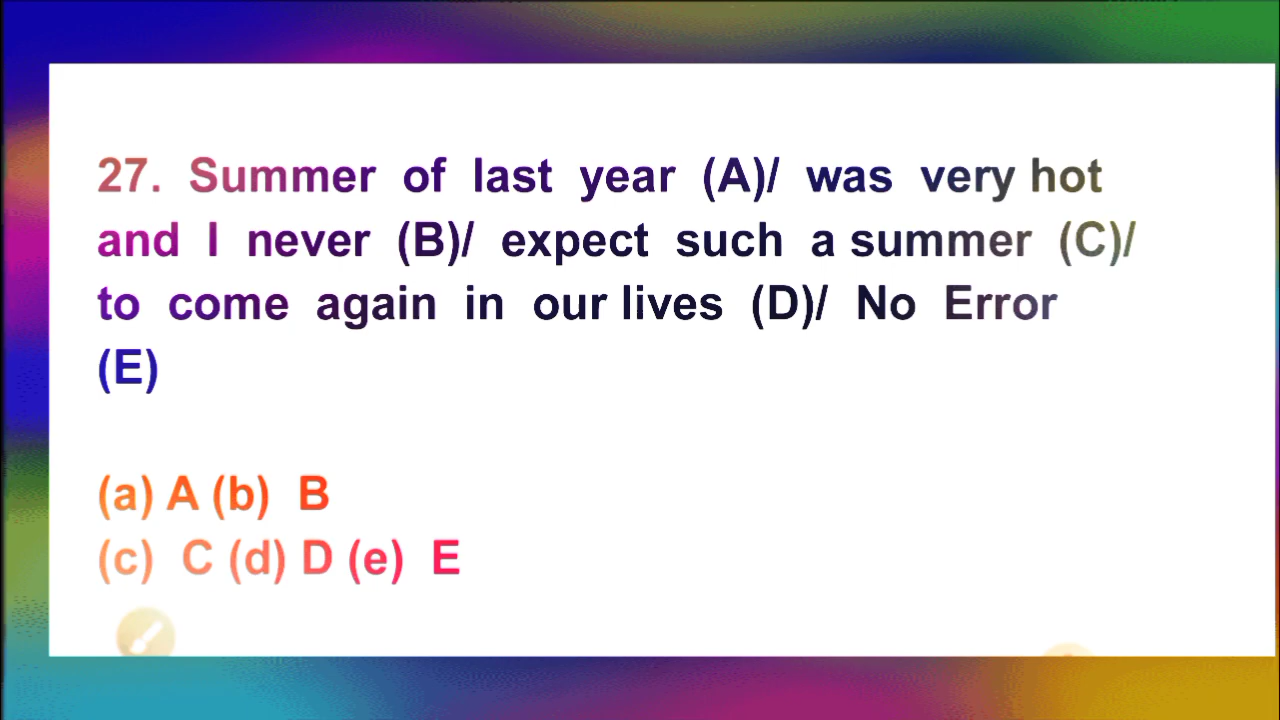 27. Summer of last year (A)/ was very hot
and I never (B)/ expect such a summer (C)/
to come again in our lives (D)/ No Error
(E)
(a) A (b) B
(c) C (d) D (e) E